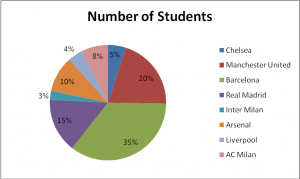 Number of Students
5%
20%
35%
15%
3%
10%
4%
8%
Chelsea
Manchester United
Barcelona
Real Madrid
Inter Milan
Arsenal
Liverpool
AC Milan